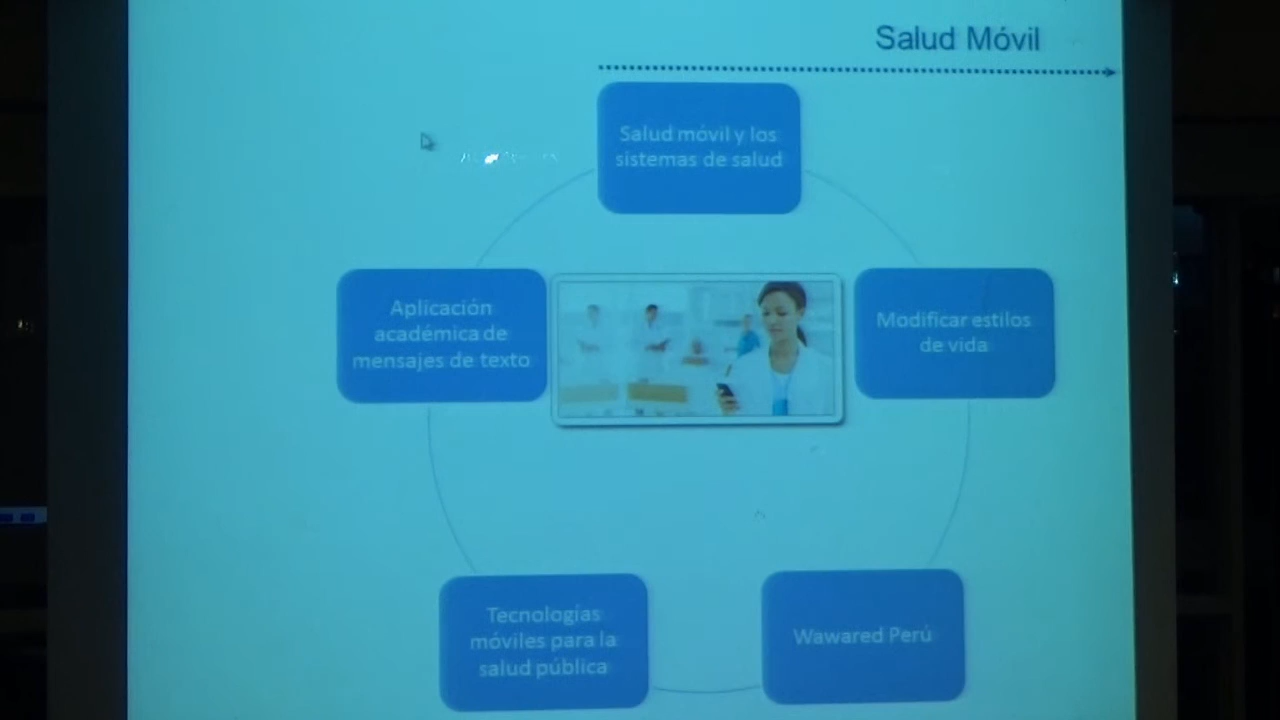 Salud Móvil
Salud móvil y los
sistemas de salud
Aplicación
académica de
mensajes de texto
Modificar estilos
de vida
Tecnologías
móviles para la
salud pública
Wawared Perú